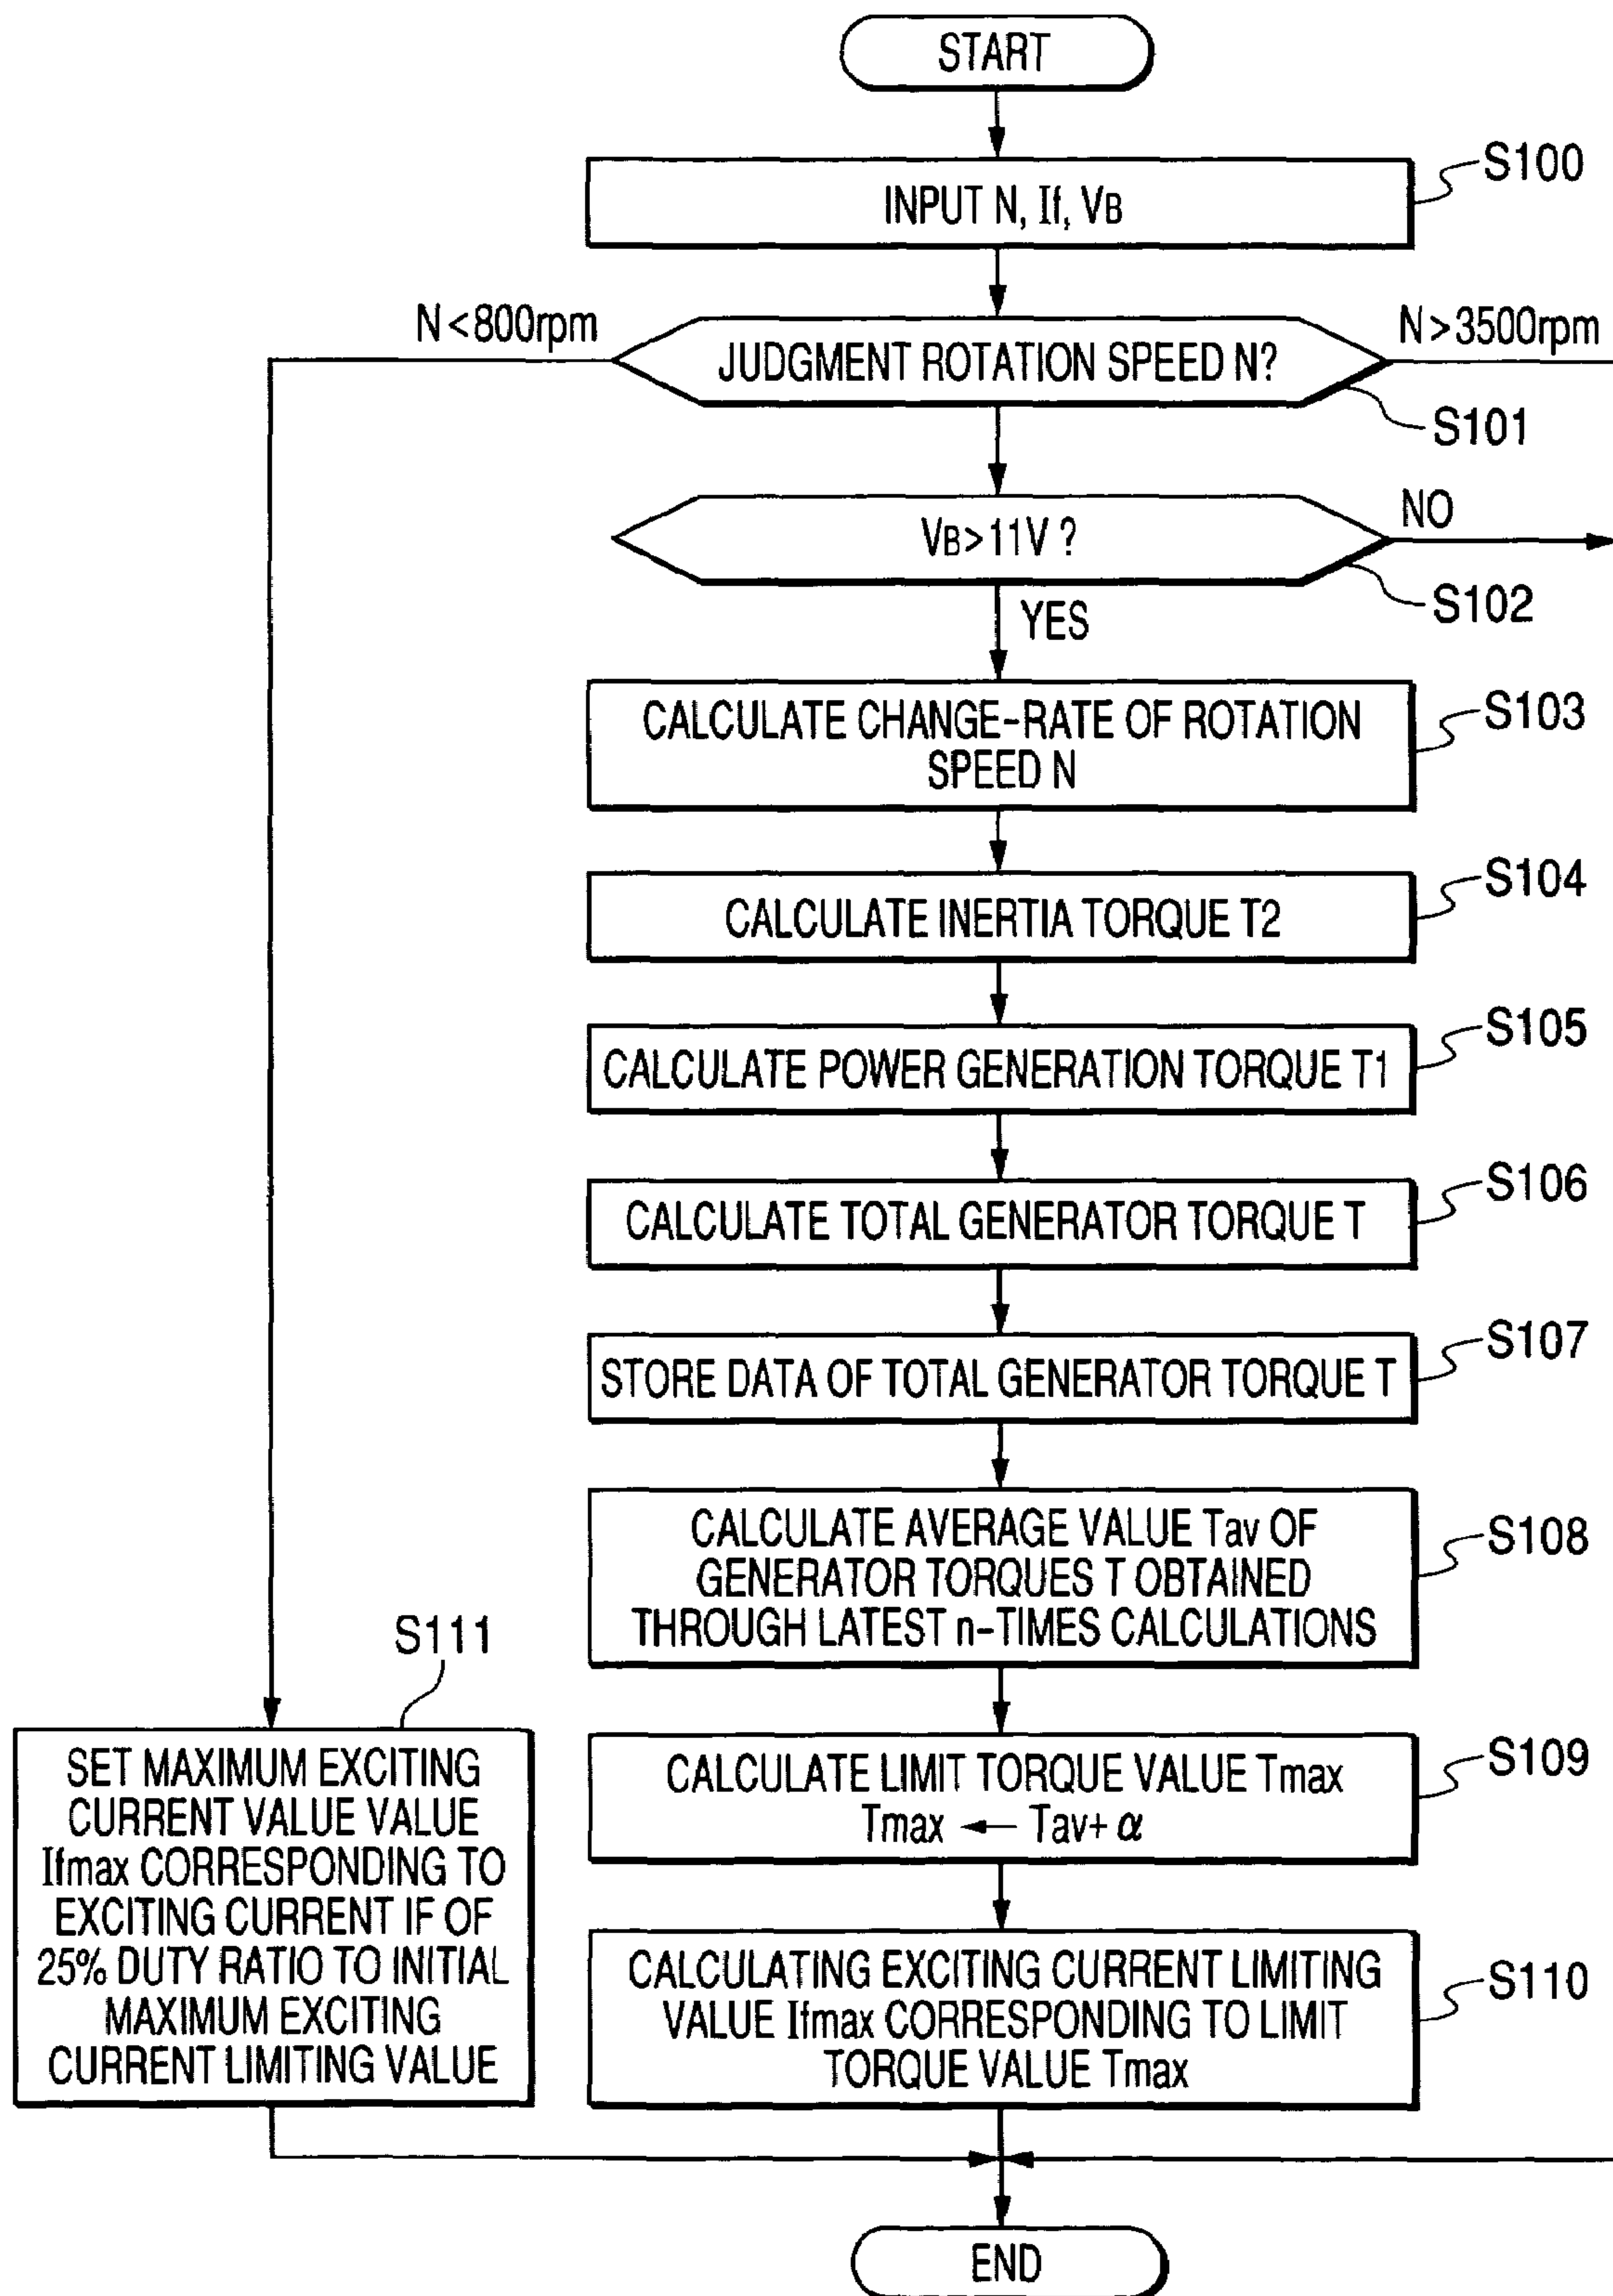 START
INPUT N, If, VB
S100
N<800rpm
JUDGMENT ROTATION SPEED N?
N>3500rpm
S101
VB>11V ?
NO
S102
YES
CALCULATE CHANGE-RATE OF ROTATION
SPEED N
S103
CALCULATE INERTIA TORQUE T2
S104
CALCULATE POWER GENERATION TORQUE T1
S105
CALCULATE TOTAL GENERATOR TORQUE T
S106
STORE DATA OF TOTAL GENERATOR TORQUE T
S107
CALCULATE AVERAGE VALUE Tav OF
GENERATOR TORQUES T OBTAINED
THROUGH LATEST n-TIMES CALCULATIONS
S108
S111
SET MAXIMUM EXCITING
CURRENT VALUE VALUE
Ifmax CORRESPONDING TO
EXCITING CURRENT IF OF
25% DUTY RATIO TO INITIAL
MAXIMUM EXCITING
CURRENT LIMITING VALUE
CALCULATE LIMIT TORQUE VALUE Tmax
Tmax ← Tav+ α
S109
CALCULATING EXCITING CURRENT LIMITING
VALUE Ifmax CORRESPONDING TO LIMIT
TORQUE VALUE Tmax
S110
END